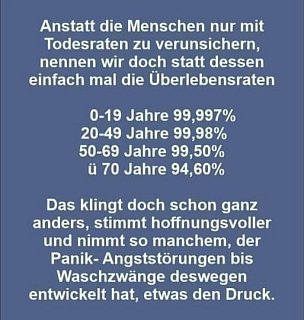 Anstatt die Menschen nur mit
Todesraten zu verunsichern,
nennen wir doch statt dessen
einfach mal die Überlebensraten
0-19 Jahre 99,997%
20-49 Jahre 99,98%
50-69 Jahre 99,50%
ü 70 Jahre 94,60%
Das klingt doch schon ganz
anders, stimmt hoffnungsvoller
und nimmt so manchem, der
Panik- Angststörungen bis
Waschzwänge deswegen
entwickelt hat, etwas den Druck.